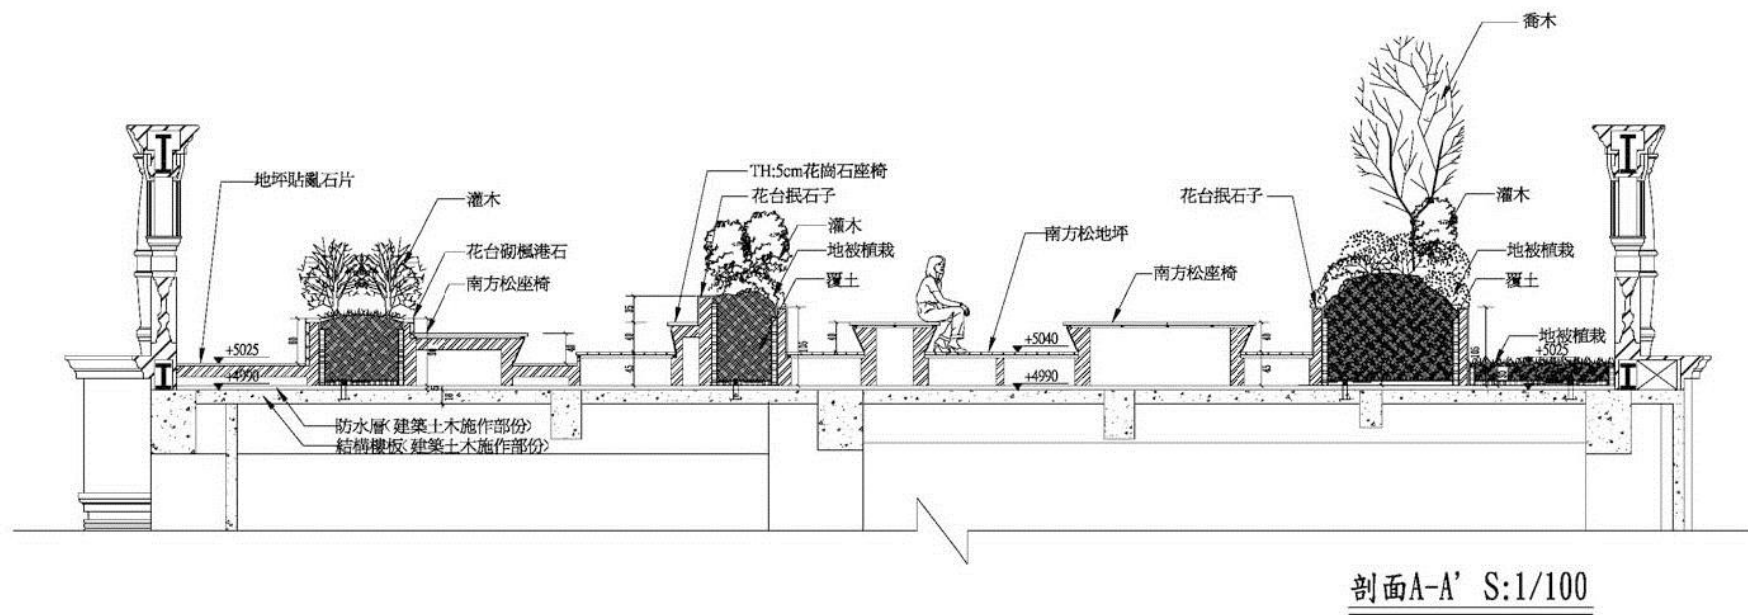 喬木
TH:5cm花崗石座椅
地坪貼亂石片
花台抿石子
花台抿石子
灌木
灌木
灌木
南方松地坪
花台砌楓港石
地被植栽
地被植栽
南方松座椅
南方松座椅
覆土
覆土
地被植栽
+5025
+5040
+5025
+4990
+4990
防水層(建築土木施作部份)
結構樓板(建築土木施作部份)
剖面A-A' S:1/100